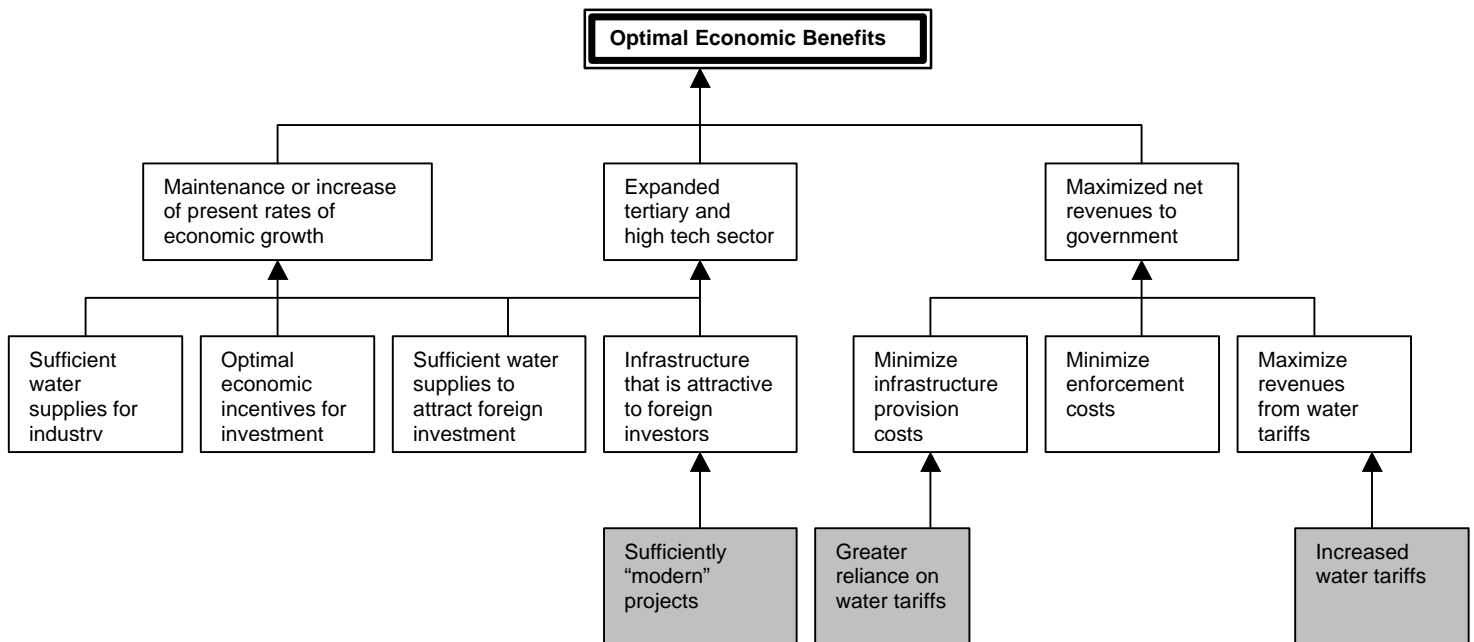 Optimal Economic Benefits
Maintenance or increase
of present rates of
economic growth
Expanded
tertiary and
high tech sector
Maximized net
revenues to
government
Sufficient
water
supplies for
industry
Optimal
economic
incentives for
investment
Sufficient water
supplies to
attract foreign
investment
Infrastructure
that is attractive
to foreign
investors
Minimize
infrastructure
provision
costs
Minimize
enforcement
costs
Maximize
revenues
from water
tariffs
Sufficiently
“modern”
projects
Greater
reliance on
water tariffs
Increased
water tariffs